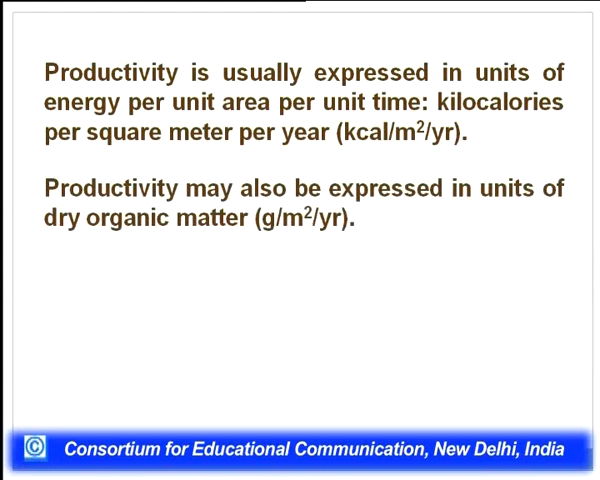 Productivity is usually expressed in units of
energy per unit area per unit time: kilocalories
per square meter per year (kcal/m²/yr).
Productivity may also be expressed in units of
dry organic matter (g/m²/yr).
© Consortium for Educational Communication, New Delhi, India